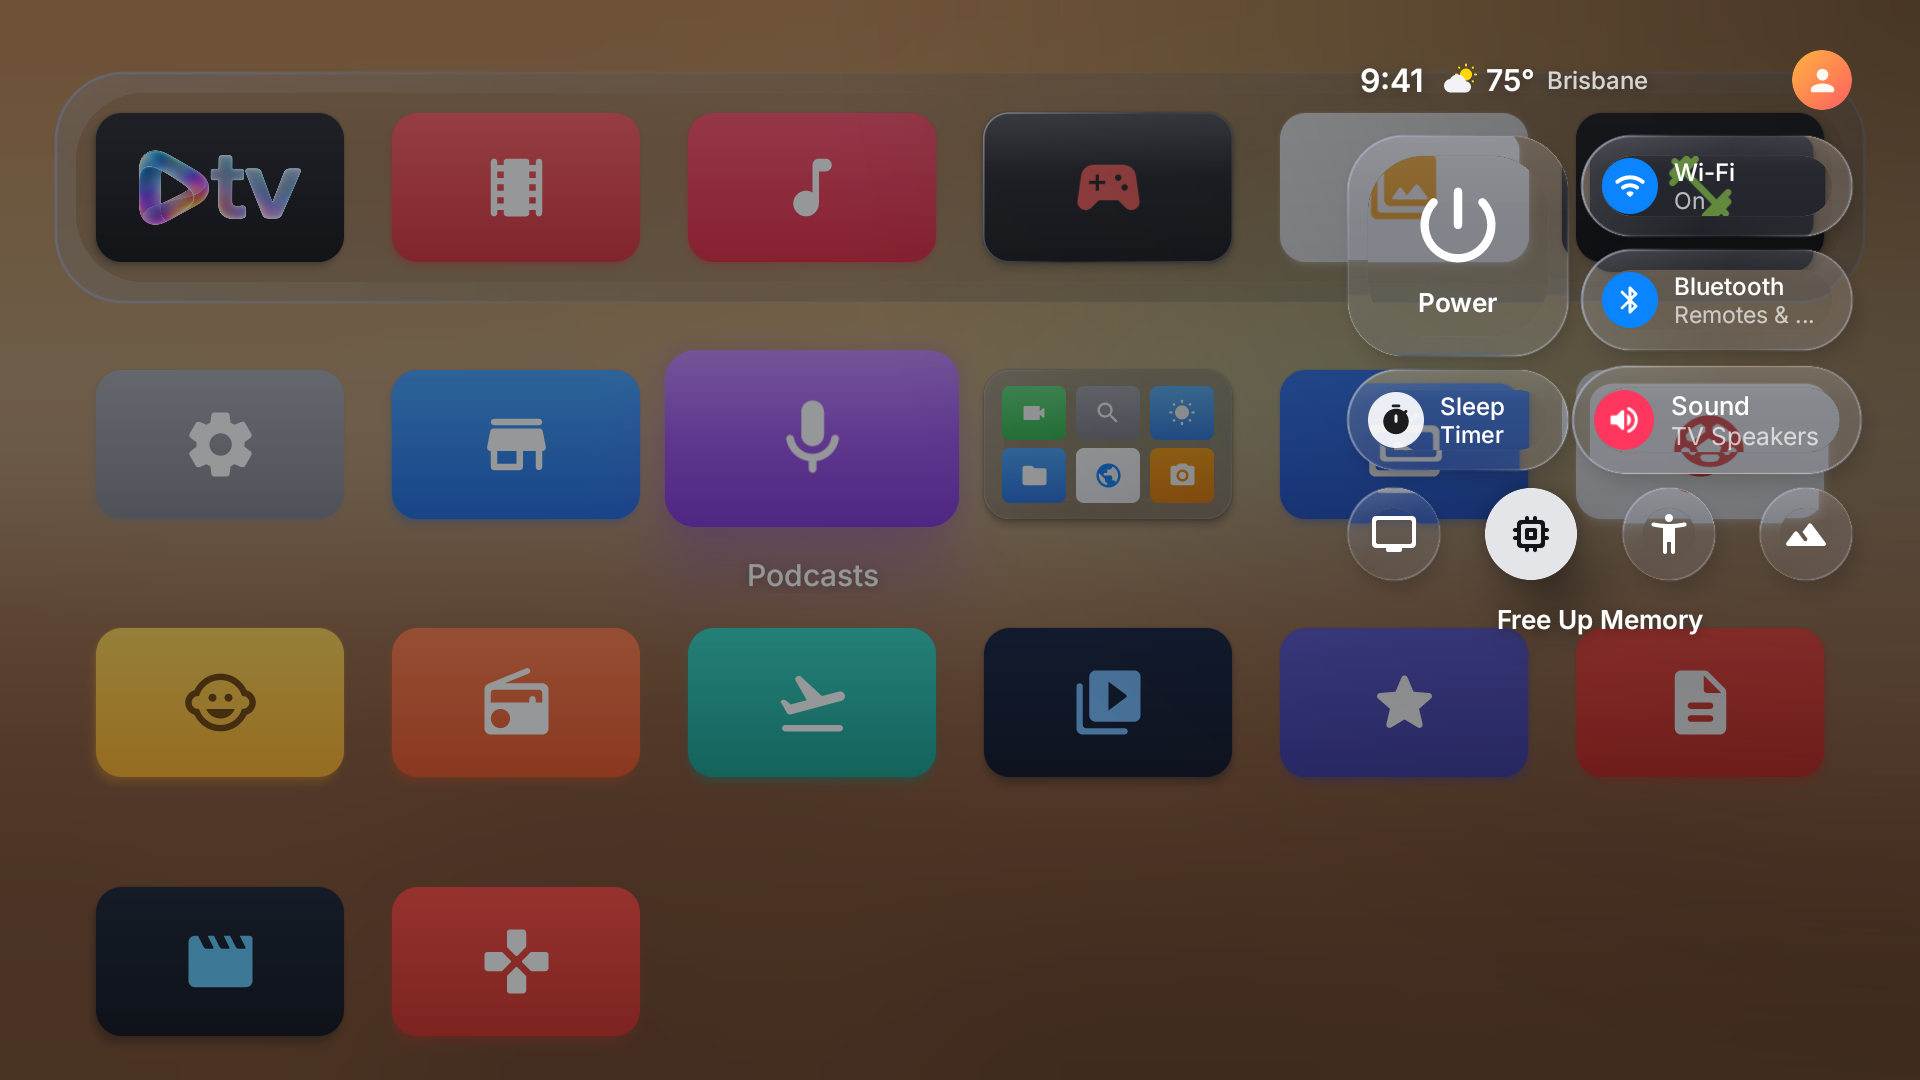 9:41 75° Brisbane
tv
Wi-Fi
On
Power
Bluetooth
Remotes & ...
Sleep
Timer
Sound
TV Speakers
Podcasts
Free Up Memory